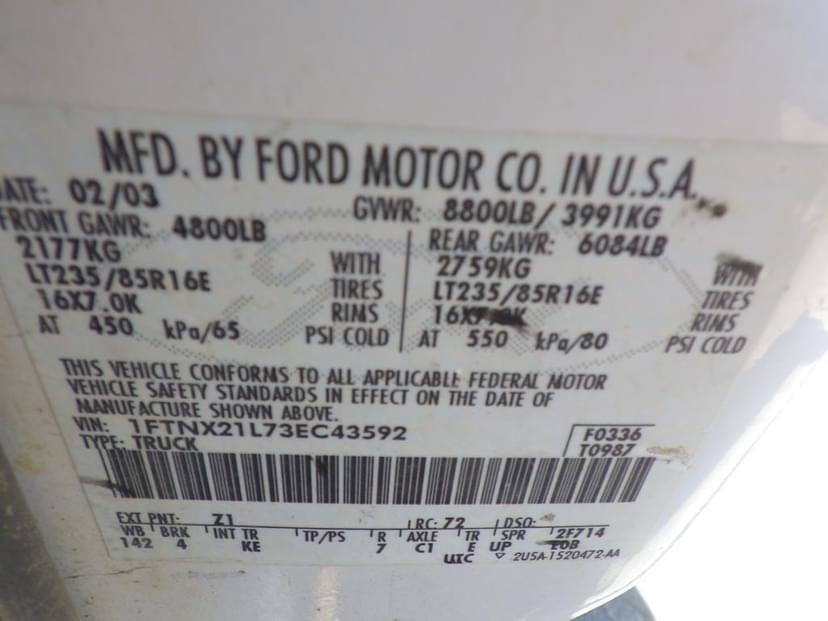 MFD. BY FORD MOTOR CO. IN U.S.A.
DATE: 02/03 GVWR: 8800LB/ 3991KG
FRONT GAWR: 4800LB REAR GAWR: 6084LB
2177KG WITH 2759KG WITH
LT235/85R16E TIRES LT235/85R16E TIRES
16X7.0K RIMS 16X7.0K RIMS
AT 450 kPa/65 PSI COLD AT 550 kPa/80 PSI COLD
THIS VEHICLE CONFORMS TO ALL APPLICABLE FEDERAL MOTOR
VEHICLE SAFETY STANDARDS IN EFFECT ON THE DATE OF
MANUFACTURE SHOWN ABOVE.
VIN: 1FTNX21L73EC43592 F0336
TYPE: TRUCK T0987
EXT PNT: Z1 RC: 72 DSO:
WB BRK INT TR TP/PS R AXLE TR SPR 2F714
142 4 KE 7 C1 E UP
UTC ▽ 2U5A-1520472-AA